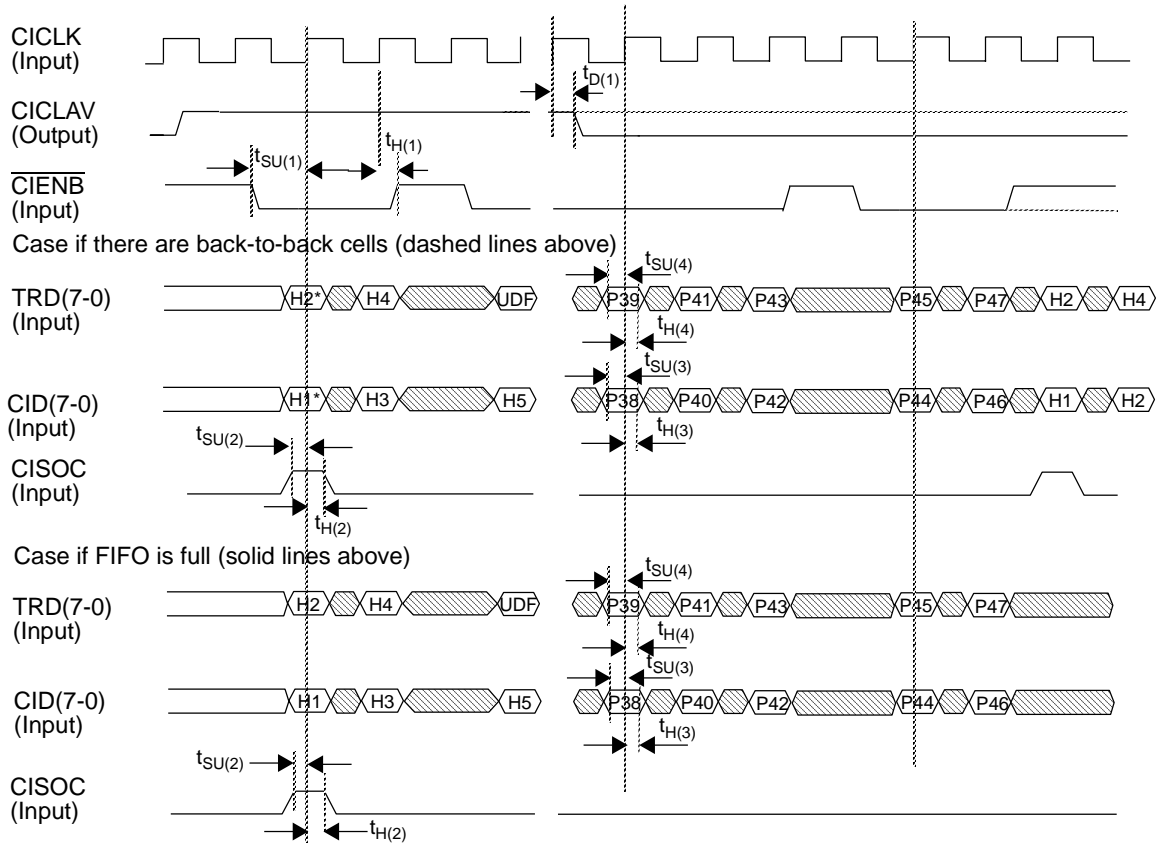 CICLK
(Input)
tD(1)
CICLAV
(Output)
tSU(1)
tH(1)
CIENB
(Input)
Case if there are back-to-back cells (dashed lines above)
tSU(4)
TRD(7-0)
(Input)
H2* H4 UDF P39 P41 P43 P45 P47 H2 H4
tH(4)
tSU(3)
CID(7-0)
(Input)
H1* H3 H5 P38 P40 P42 P44 P46 H1 H2
tSU(2)
tH(3)
CISOC
(Input)
tH(2)
Case if FIFO is full (solid lines above)
tSU(4)
TRD(7-0)
(Input)
H2 H4 UDF P39 P41 P43 P45 P47
tH(4)
tSU(3)
CID(7-0)
(Input)
H1 H3 H5 P38 P40 P42 P44 P46
tH(3)
tSU(2)
CISOC
(Input)
tH(2)